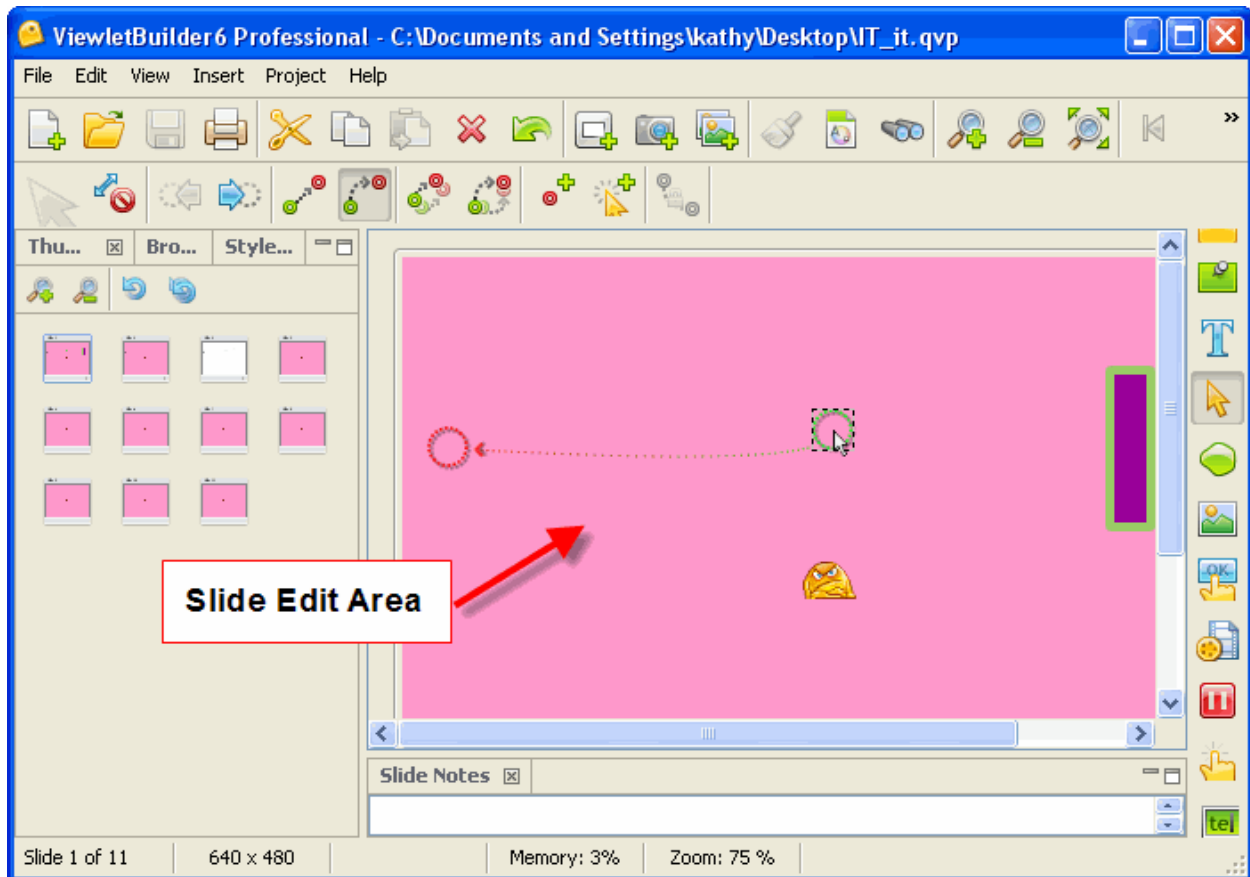 ViewletBuilder6 Professional - C:\Documents and Settings\kathy\Desktop\IT_it.qvp
File Edit View Insert Project Help
»
Thu... Bro... Style...
T
OK
Slide Edit Area
Slide Notes
te
Slide 1 of 11 640 x 480 Memory: 3% Zoom: 75 %